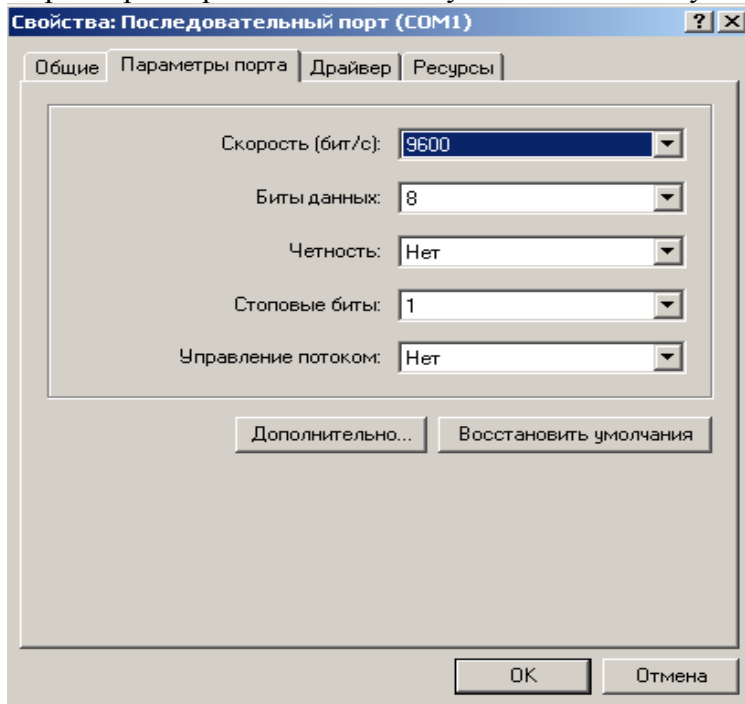 Свойства: Последовательный порт (COM1)
Общие Параметры порта Драйвер Ресурсы
Скорость (бит/с): 9600
Биты данных: 8
Четность: Нет
Стоповые биты: 1
Управление потоком: Нет
Дополнительно... Восстановить умолчания
OK Отмена